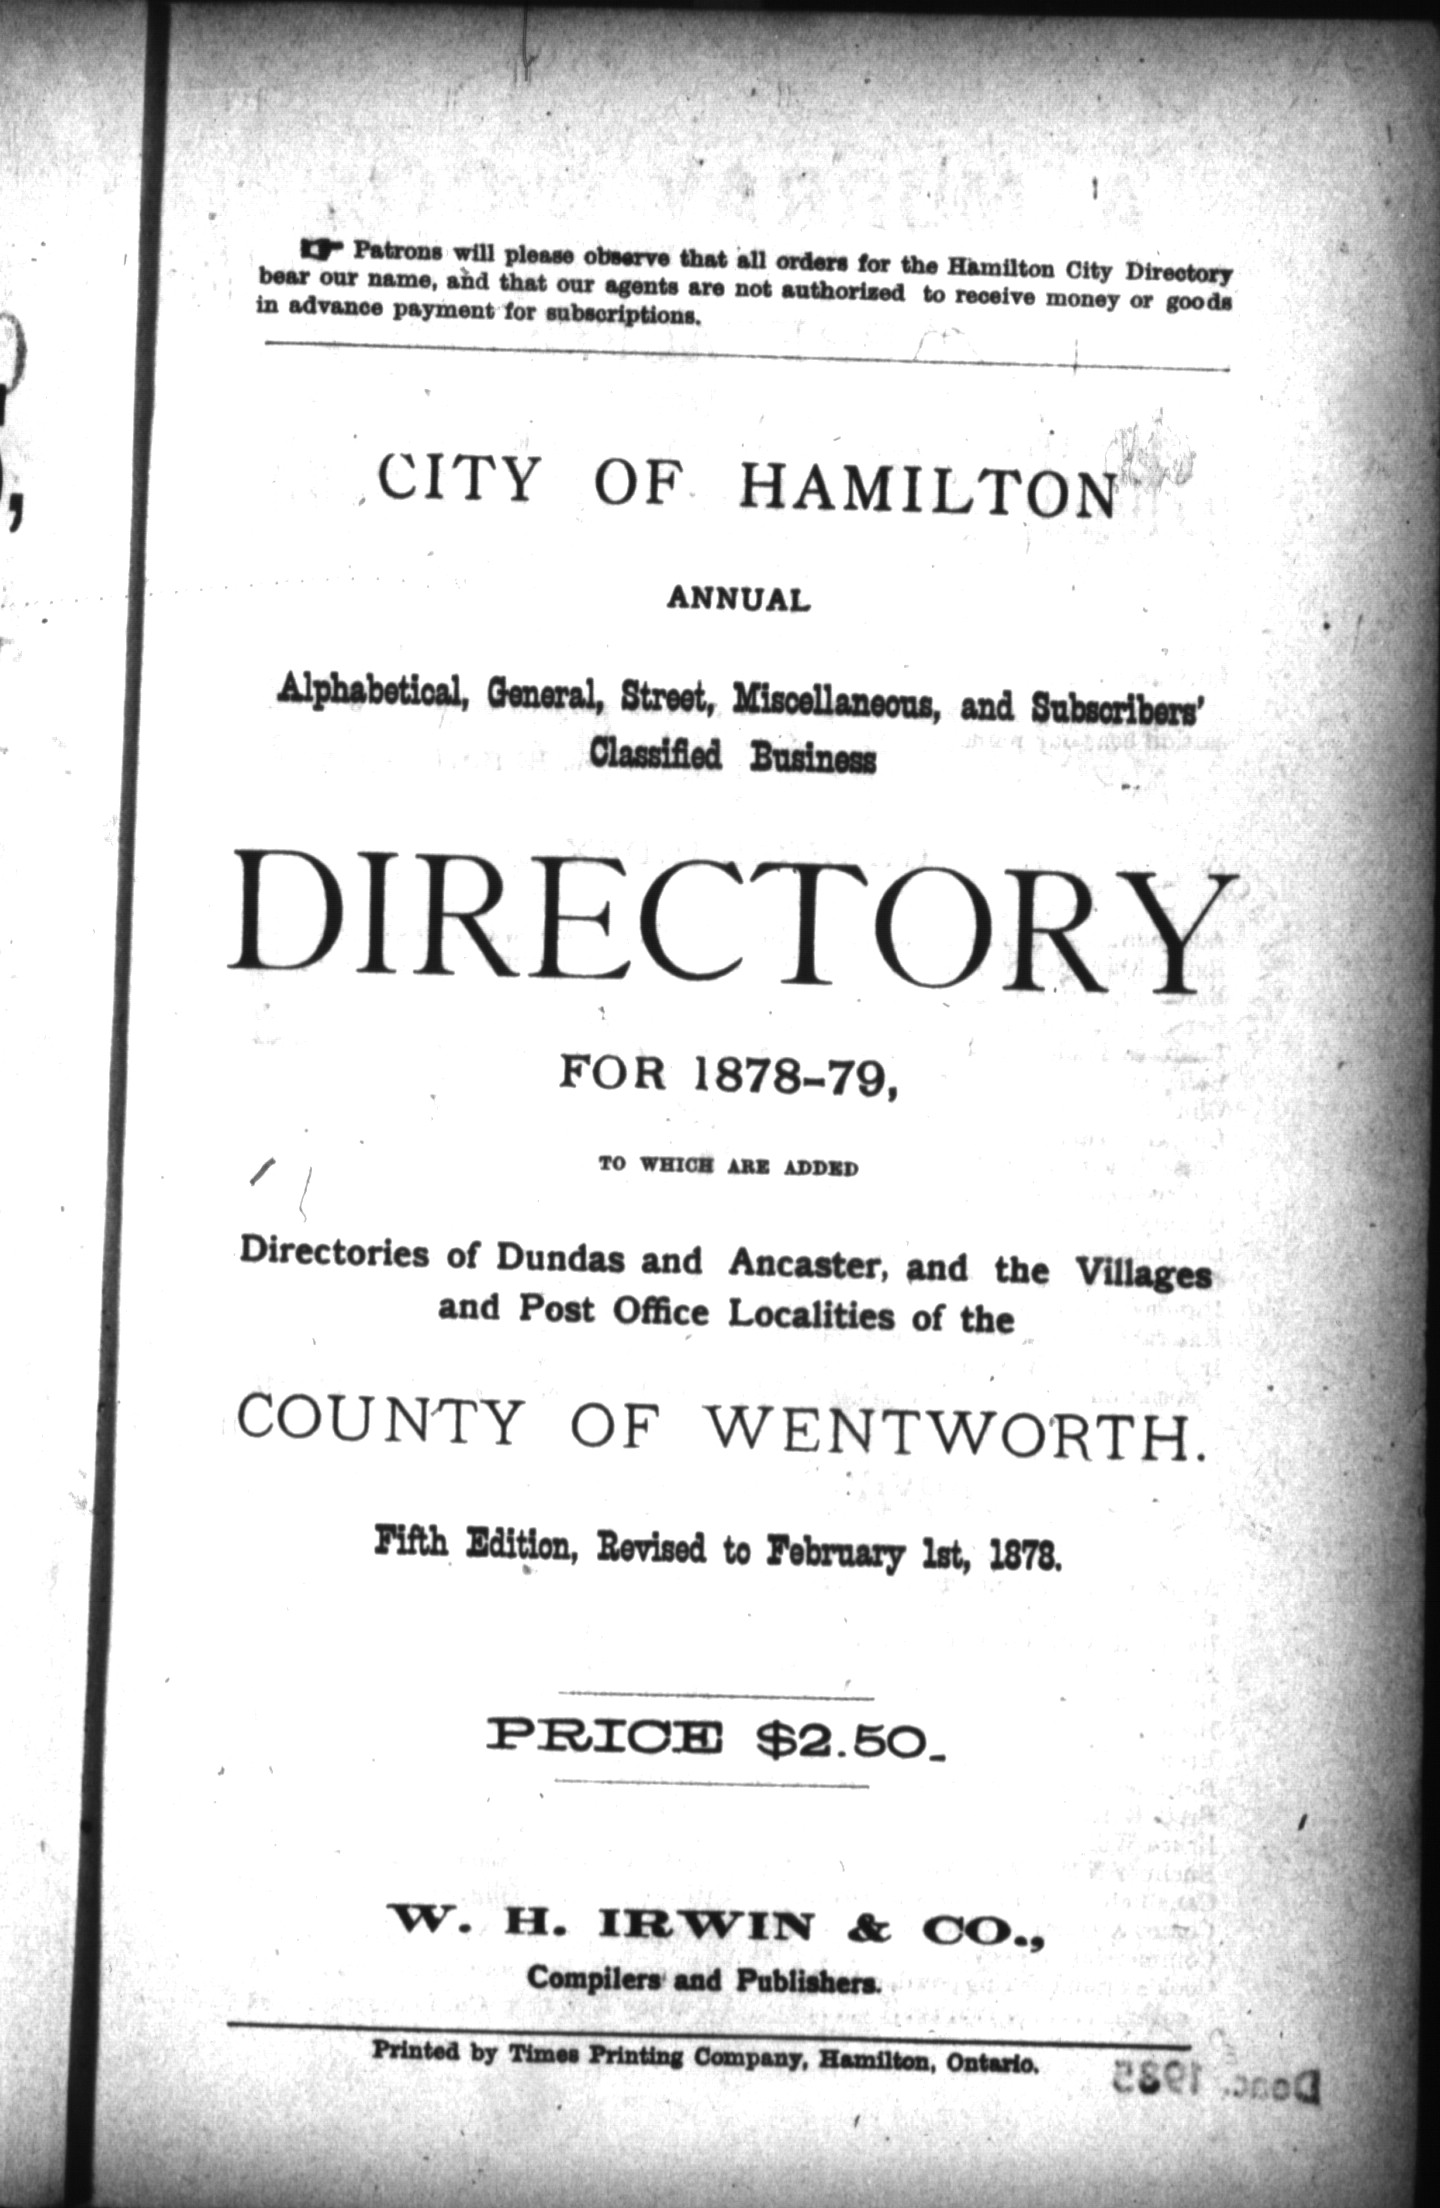 ☞ Patrons will please observe that all orders for the Hamilton City Directory
bear our name, and that our agents are not authorized to receive money or goods
in advance payment for subscriptions.
CITY OF HAMILTON
ANNUAL
Alphabetical, General, Street, Miscellaneous, and Subscribers'
Classified Business
DIRECTORY
FOR 1878-79,
TO WHICH ARE ADDED
Directories of Dundas and Ancaster, and the Villages
and Post Office Localities of the
COUNTY OF WENTWORTH.
Fifth Edition, Revised to February 1st, 1878.
PRICE $2.50.
W. H. IRWIN & CO.,
Compilers and Publishers.
Printed by Times Printing Company, Hamilton, Ontario.